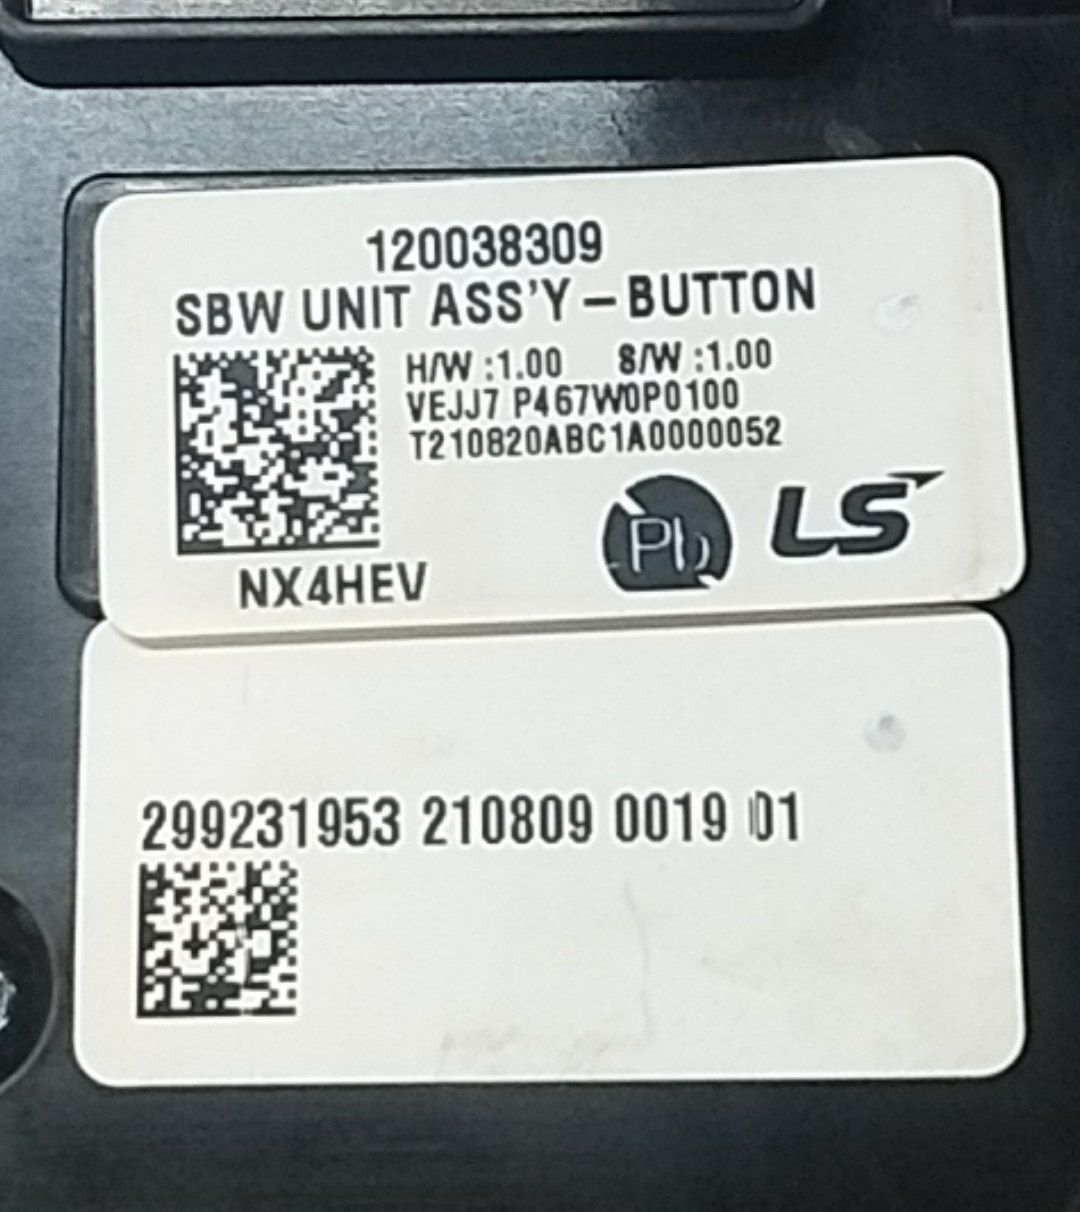 120038309
SBW UNIT ASS'Y-BUTTON
H/W :1.00 S/W :1.00
VEJJ7 P467W0P0100
T210820ABC1A0000052
Pb
LS
NX4HEV
299231953 210809 0019 01